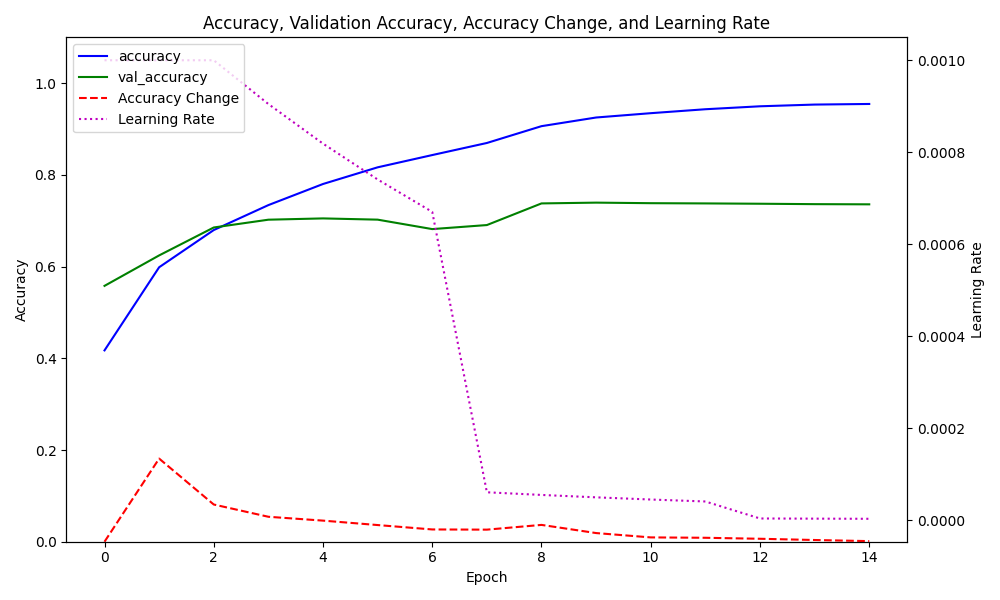 Accuracy, Validation Accuracy, Accuracy Change, and Learning Rate
accuracy
val_accuracy
Accuracy Change
Learning Rate
1.0
0.8
0.6
0.4
0.2
0.0
Accuracy
0.0010
0.0008
0.0006
0.0004
0.0002
0.0000
Learning Rate
0 2 4 6 8 10 12 14
Epoch